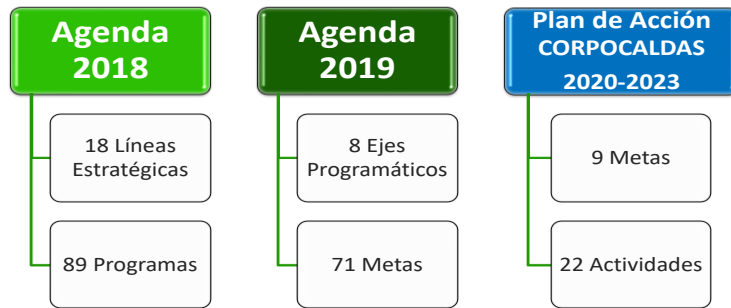 Agenda
2018
18 Líneas
Estratégicas
89 Programas
Agenda
2019
8 Ejes
Programáticos
71 Metas
Plan de Acción
CORPOCALDAS
2020-2023
9 Metas
22 Actividades